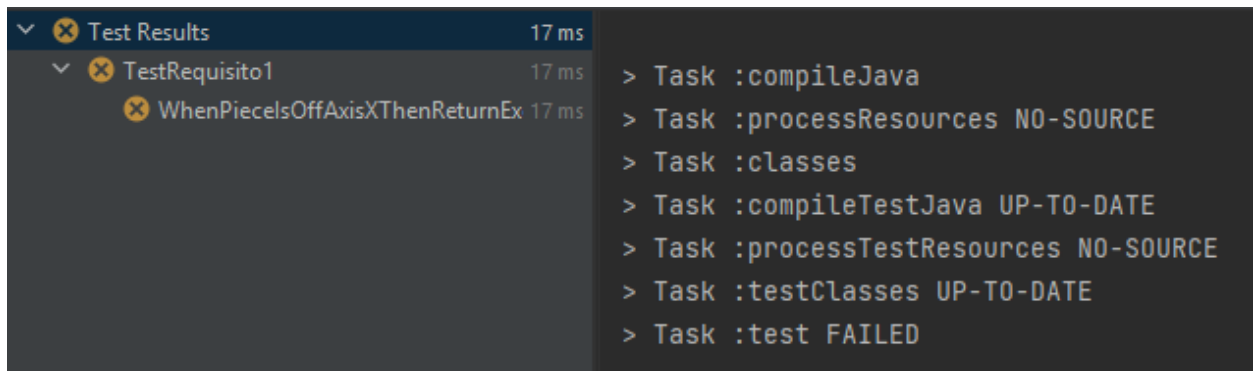 Test Results 17 ms
TestRequisito1 17 ms
WhenPieceIsOffAxisXThenReturnEx 17 ms
> Task :compileJava
> Task :processResources NO-SOURCE
> Task :classes
> Task :compileTestJava UP-TO-DATE
> Task :processTestResources NO-SOURCE
> Task :testClasses UP-TO-DATE
> Task :test FAILED